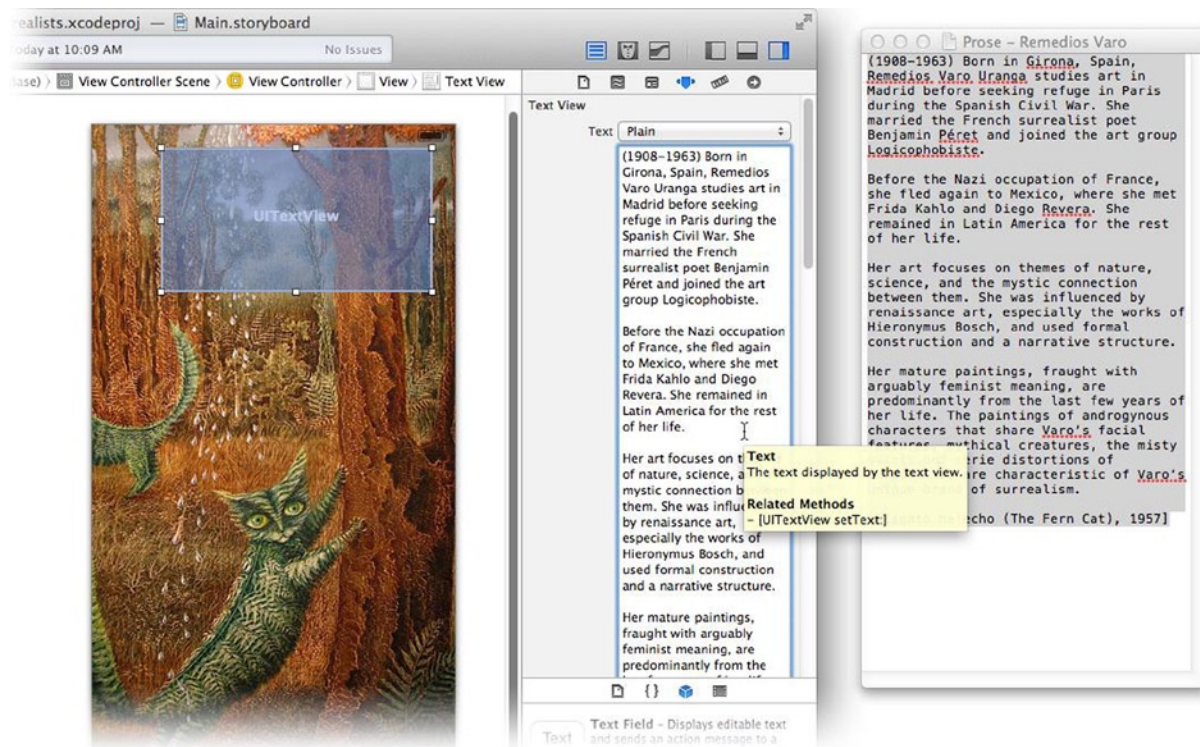 ealists.xcodeproj — Main.storyboard
oday at 10:09 AM No Issues
ase) 〉 View Controller Scene 〉 View Controller 〉 View 〉 Text View
Text View
Text Plain
UITextView
(1908–1963) Born in
Girona, Spain, Remedios
Varo Uranga studies art in
Madrid before seeking
refuge in Paris during the
Spanish Civil War. She
married the French
surrealist poet Benjamin
Péret and joined the art
group Logicophobiste.
Before the Nazi occupation
of France, she fled again
to Mexico, where she met
Frida Kahlo and Diego
Revera. She remained in
Latin America for the rest
of her life.
Her art focuses on t
of nature, science, a
mystic connection b
them. She was influe
by renaissance art,
especially the works of
Hieronymus Bosch, and
used formal construction
and a narrative structure.
Her mature paintings,
fraught with arguably
feminist meaning, are
predominantly from the
Text
The text displayed by the text view.
Related Methods
– [UITextView setText:]
{}
Text
Text Field – Displays editable text
and sends an action message to a
Prose – Remedios Varo
(1908–1963) Born in Girona, Spain,
Remedios Varo Uranga studies art in
Madrid before seeking refuge in Paris
during the Spanish Civil War. She
married the French surrealist poet
Benjamin Péret and joined the art group
Logicophobiste.
Before the Nazi occupation of France,
she fled again to Mexico, where she met
Frida Kahlo and Diego Revera. She
remained in Latin America for the rest
of her life.
Her art focuses on themes of nature,
science, and the mystic connection
between them. She was influenced by
renaissance art, especially the works of
Hieronymus Bosch, and used formal
construction and a narrative structure.
Her mature paintings, fraught with
arguably feminist meaning, are
predominantly from the last few years of
her life. The paintings of androgynous
characters that share Varo's facial
features, mythical creatures, the misty
erie distortions of
are characteristic of Varo's
of surrealism.
echo (The Fern Cat), 1957]